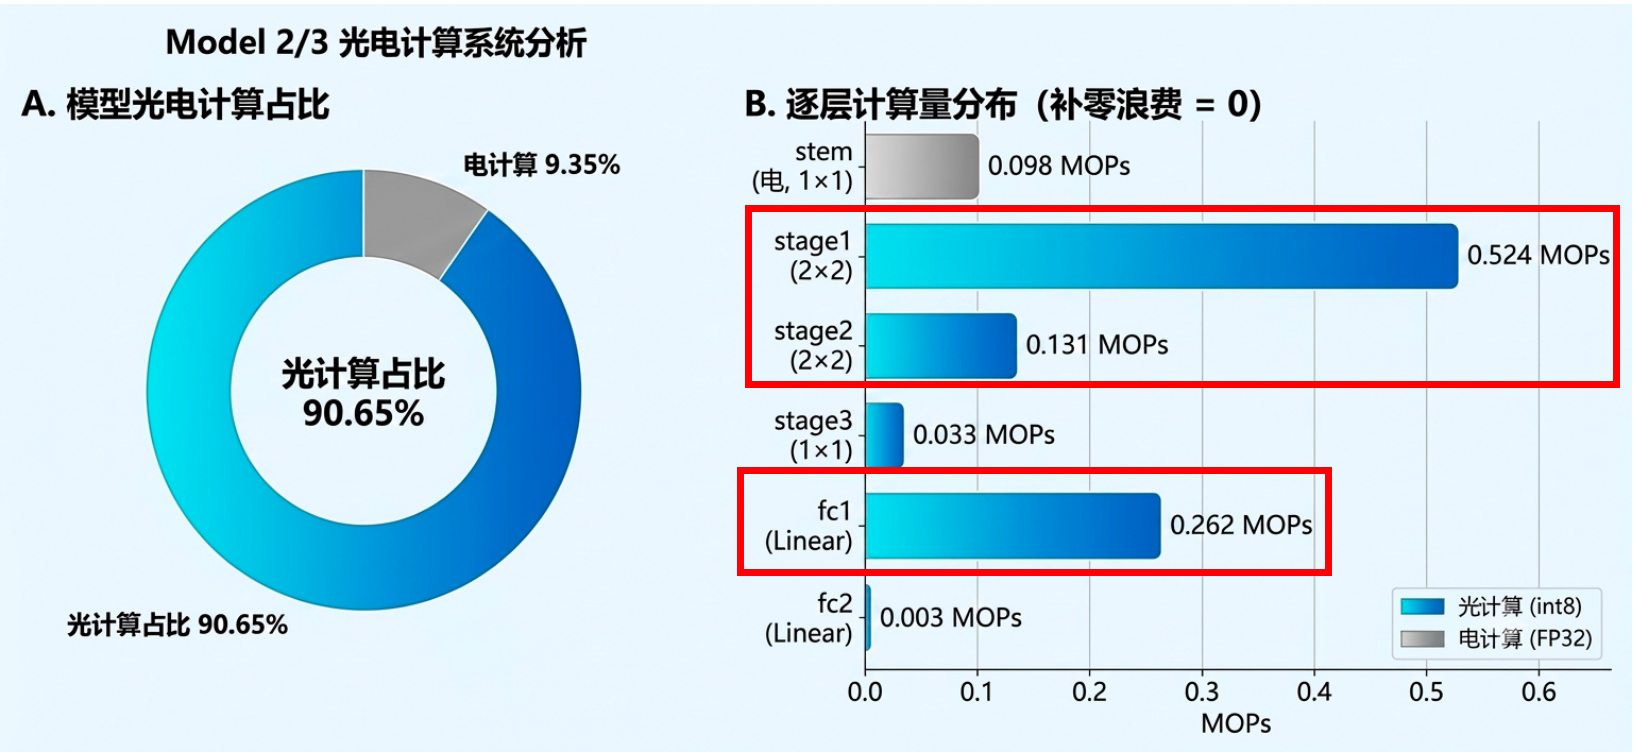 Model 2/3 光电计算系统分析
A. 模型光电计算占比
电计算 9.35%
光计算占比
90.65%
光计算占比 90.65%
B. 逐层计算量分布（补零浪费 = 0）
stem
(电, 1×1)
0.098 MOPs
stage1
(2×2)
0.524 MOPs
stage2
(2×2)
0.131 MOPs
stage3
(1×1)
0.033 MOPs
fc1
(Linear)
0.262 MOPs
fc2
(Linear)
0.003 MOPs
光计算 (int8)
电计算 (FP32)
0.0 0.1 0.2 0.3 0.4 0.5 0.6
MOPs